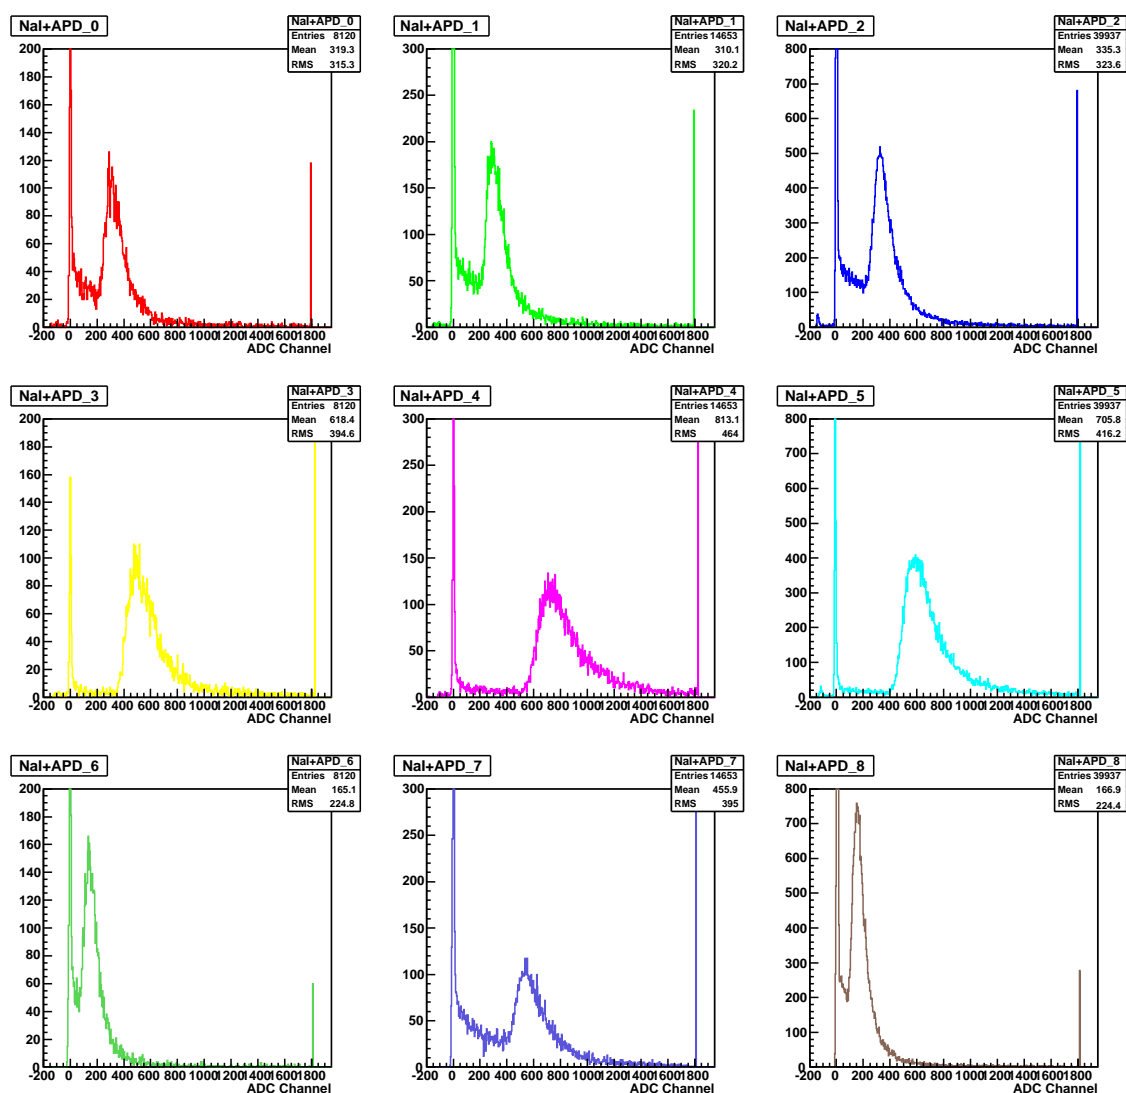 NaI+APD_0
NaI+APD_0
Entries 8120
Mean 319.3
RMS 315.3
200
180
160
140
120
100
80
60
40
20
0
-200 0 200 400 600 800 1000 1200 1400 1600 1800
ADC Channel
NaI+APD_1
NaI+APD_1
Entries 14653
Mean 310.1
RMS 320.2
300
250
200
150
100
50
0
-200 0 200 400 600 800 1000 1200 1400 1600 1800
ADC Channel
NaI+APD_2
NaI+APD_2
Entries 39937
Mean 335.3
RMS 323.6
800
700
600
500
400
300
200
100
0
-200 0 200 400 600 800 1000 1200 1400 1600 1800
ADC Channel
NaI+APD_3
NaI+APD_3
Entries 8120
Mean 618.4
RMS 394.6
200
180
160
140
120
100
80
60
40
20
0
-200 0 200 400 600 800 1000 1200 1400 1600 1800
ADC Channel
NaI+APD_4
NaI+APD_4
Entries 14653
Mean 813.1
RMS 464
300
250
200
150
100
50
0
-200 0 200 400 600 800 1000 1200 1400 1600 1800
ADC Channel
NaI+APD_5
NaI+APD_5
Entries 39937
Mean 705.8
RMS 416.2
800
700
600
500
400
300
200
100
0
-200 0 200 400 600 800 1000 1200 1400 1600 1800
ADC Channel
NaI+APD_6
NaI+APD_6
Entries 8120
Mean 165.1
RMS 224.8
200
180
160
140
120
100
80
60
40
20
0
-200 0 200 400 600 800 1000 1200 1400 1600 1800
ADC Channel
NaI+APD_7
NaI+APD_7
Entries 14653
Mean 455.9
RMS 395
300
250
200
150
100
50
0
-200 0 200 400 600 800 1000 1200 1400 1600 1800
ADC Channel
NaI+APD_8
NaI+APD_8
Entries 39937
Mean 166.9
RMS 224.4
800
700
600
500
400
300
200
100
0
-200 0 200 400 600 800 1000 1200 1400 1600 1800
ADC Channel